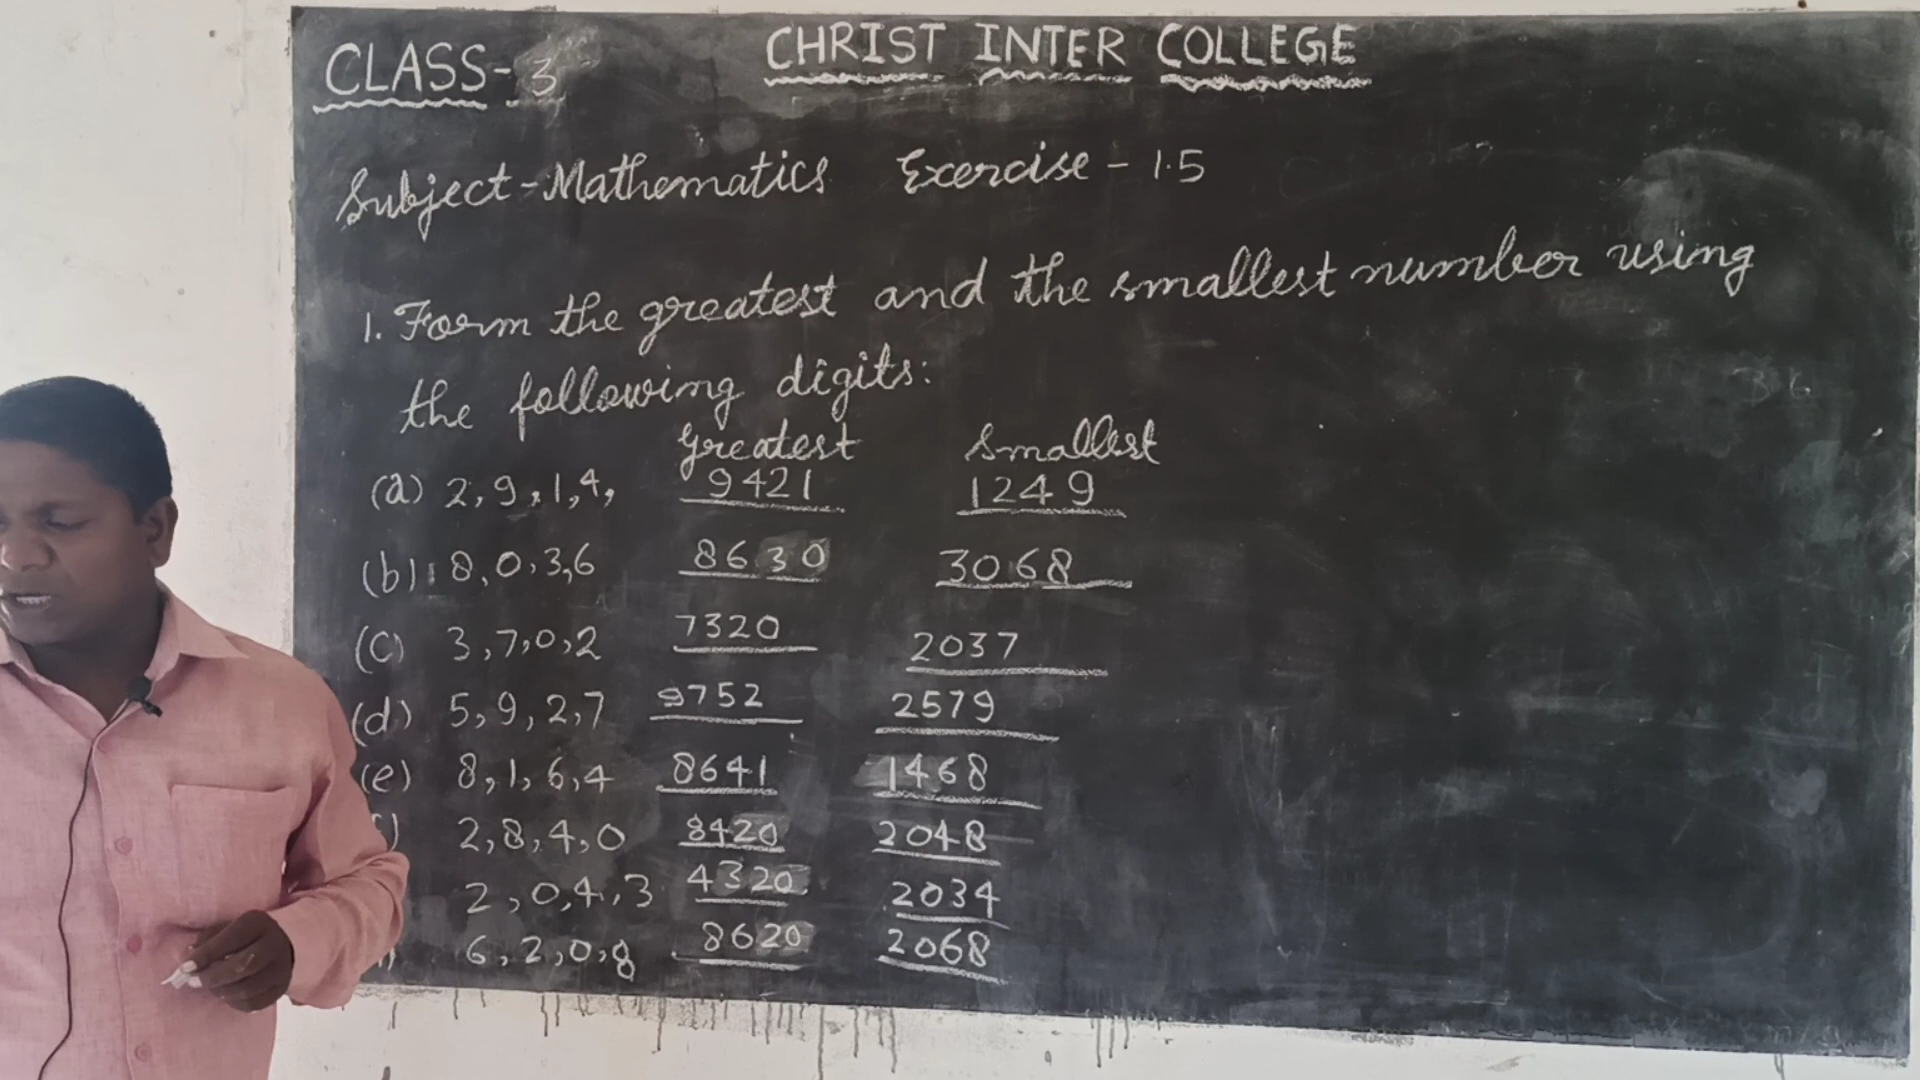 CLASS-3 CHRIST INTER COLLEGE
Subject-Mathematics Exercise-1.5
1. Form the greatest and the smallest number using
the following digits:
Greatest Smallest
(a) 2,9,1,4, 9421 1249
(b) 8,0,3,6 8630 3068
(c) 3,7,0,2 7320 2037
(d) 5,9,2,7 9752 2579
(e) 8,1,6,4 8641 1468
2,8,4,0 8420 2048
2,0,4,3 4320 2034
6,2,0,8 8620 2068